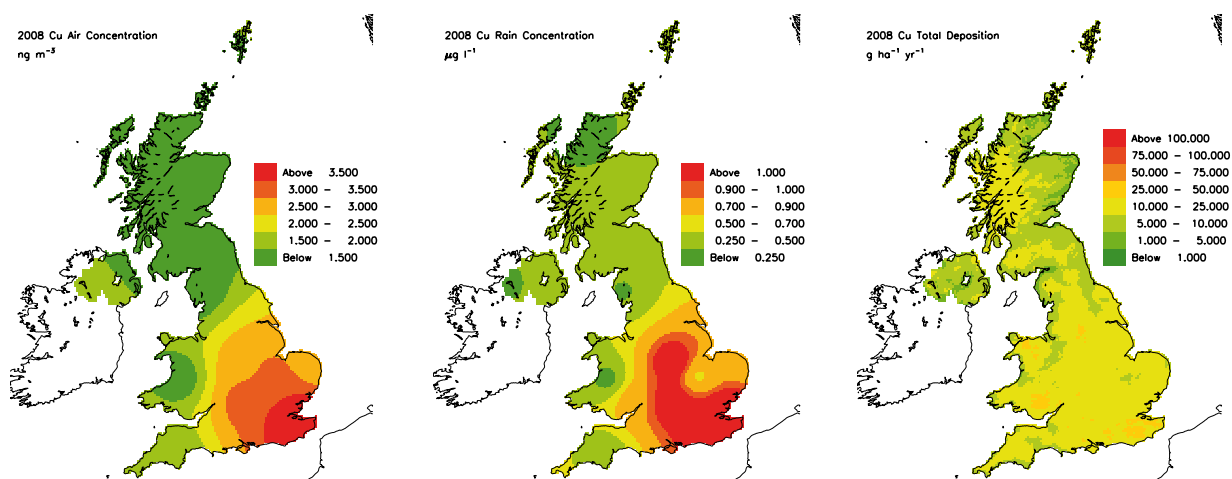 2008 Cu Air Concentration
ng m⁻³
Above 3.500
3.000 – 3.500
2.500 – 3.000
2.000 – 2.500
1.500 – 2.000
Below 1.500
2008 Cu Rain Concentration
μg l⁻¹
Above 1.000
0.900 – 1.000
0.700 – 0.900
0.500 – 0.700
0.250 – 0.500
Below 0.250
2008 Cu Total Deposition
g ha⁻¹ yr⁻¹
Above 100.000
75.000 – 100.000
50.000 – 75.000
25.000 – 50.000
10.000 – 25.000
5.000 – 10.000
1.000 – 5.000
Below 1.000